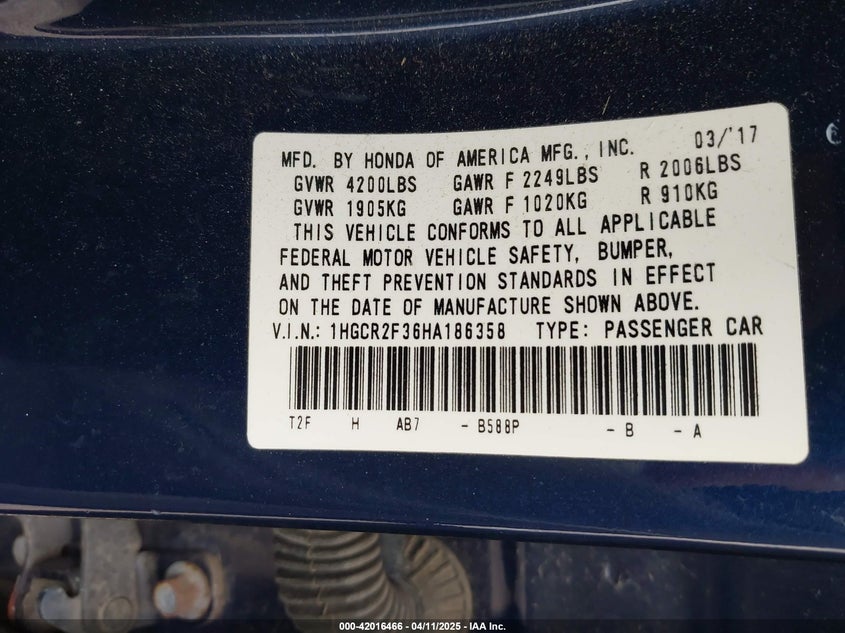 03/'17
MFD. BY HONDA OF AMERICA MFG., INC.
GVWR 4200LBS GAWR F 2249LBS R 2006LBS
GVWR 1905KG GAWR F 1020KG R 910KG
THIS VEHICLE CONFORMS TO ALL APPLICABLE
FEDERAL MOTOR VEHICLE SAFETY, BUMPER,
AND THEFT PREVENTION STANDARDS IN EFFECT
ON THE DATE OF MANUFACTURE SHOWN ABOVE.
V.I.N.: 1HGCR2F36HA186358 TYPE: PASSENGER CAR
T2F H AB7 - B588P - B - A
000-42016466 - 04/11/2025 - IAA Inc.